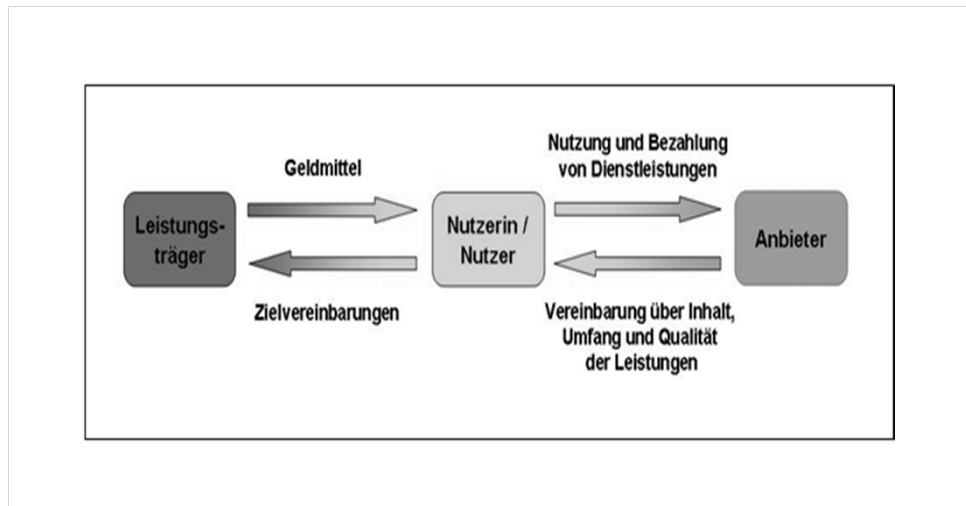 Geldmittel
Nutzung und Bezahlung
von Dienstleistungen
Leistungs-
träger
Nutzerin /
Nutzer
Anbieter
Zielvereinbarungen
Vereinbarung über Inhalt,
Umfang und Qualität
der Leistungen